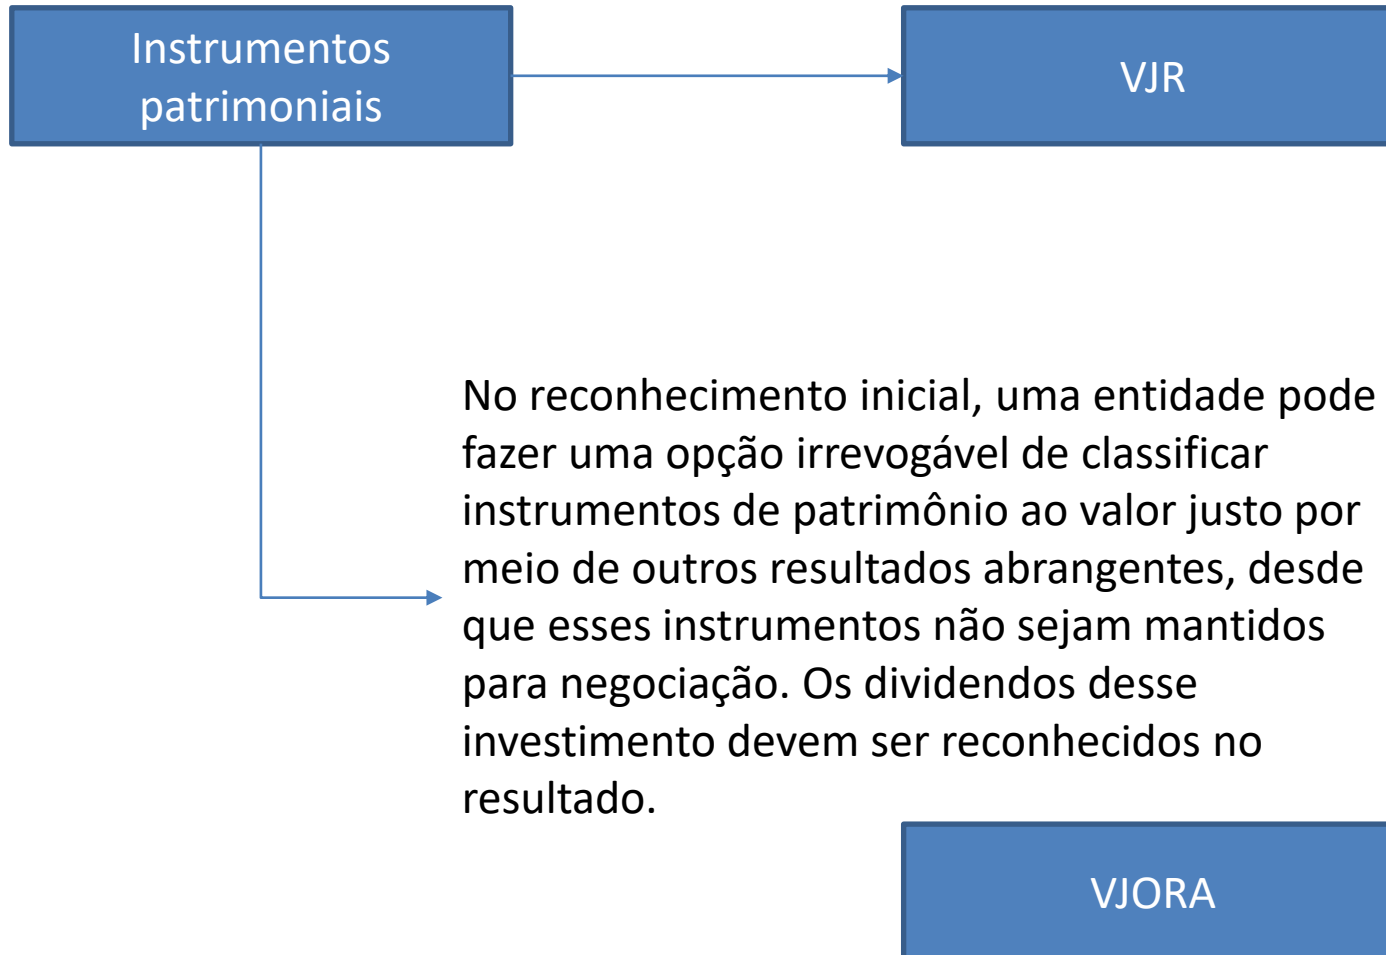 Instrumentos
patrimoniais
VJR
No reconhecimento inicial, uma entidade pode
fazer uma opção irrevogável de classificar
instrumentos de patrimônio ao valor justo por
meio de outros resultados abrangentes, desde
que esses instrumentos não sejam mantidos
para negociação. Os dividendos desse
investimento devem ser reconhecidos no
resultado.
VJORA